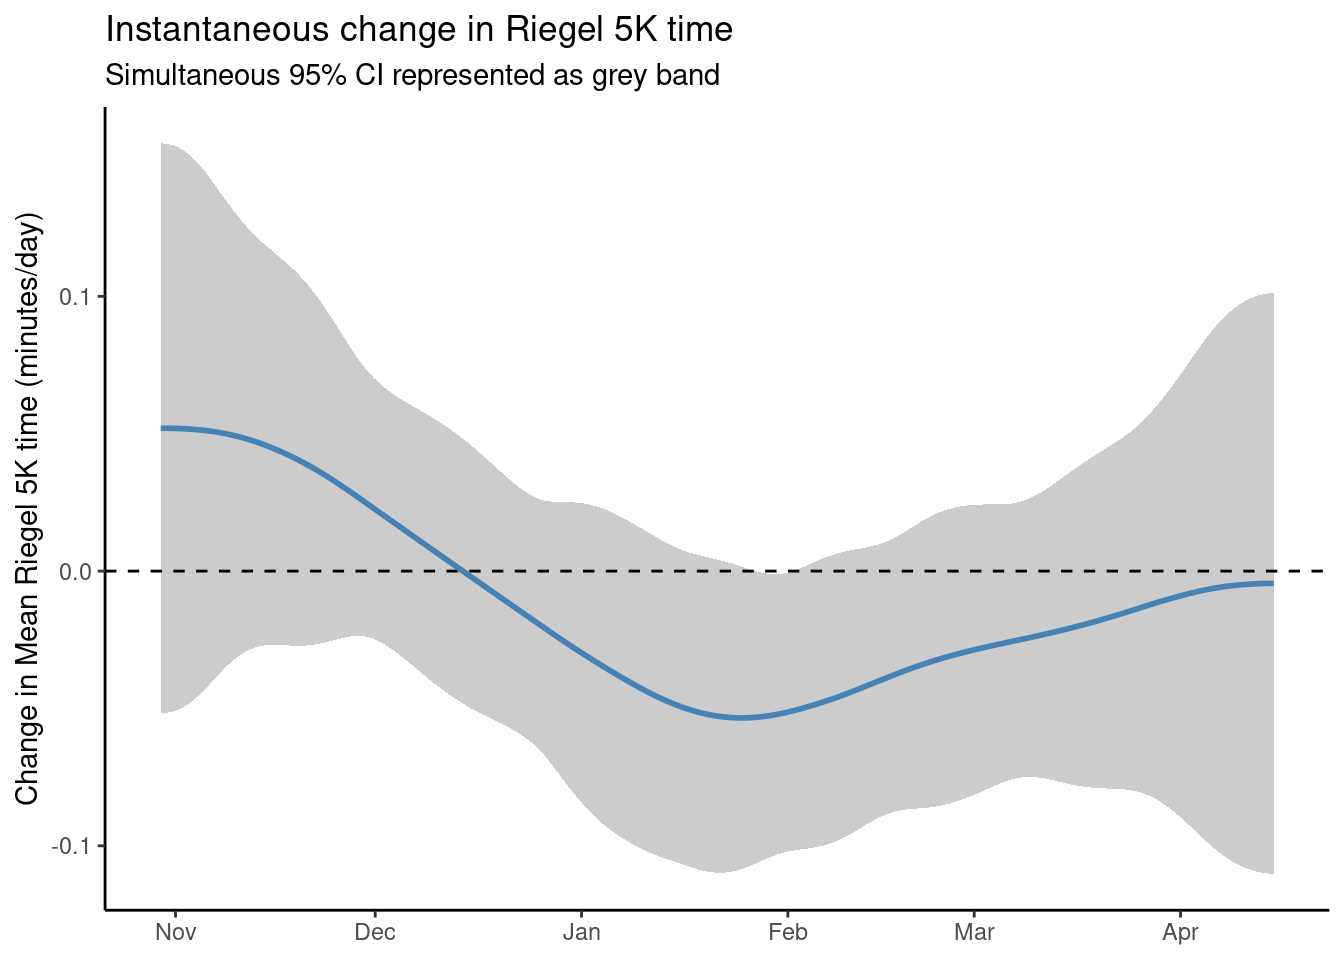 Instantaneous change in Riegel 5K time
Simultaneous 95% CI represented as grey band
Change in Mean Riegel 5K time (minutes/day)
0.1
0.0
-0.1
Nov
Dec
Jan
Feb
Mar
Apr